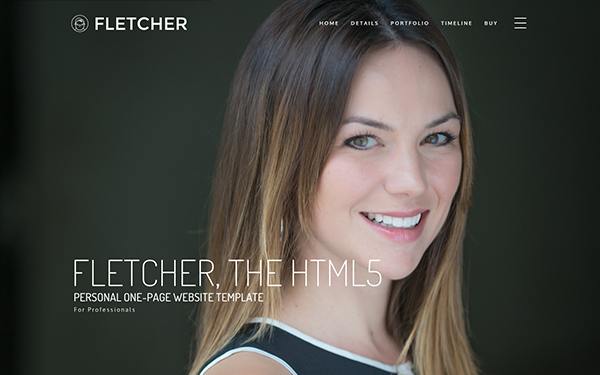 FLETCHER
HOME DETAILS PORTFOLIO TIMELINE BUY
FLETCHER, THE HTML5
PERSONAL ONE-PAGE WEBSITE TEMPLATE
For Professionals